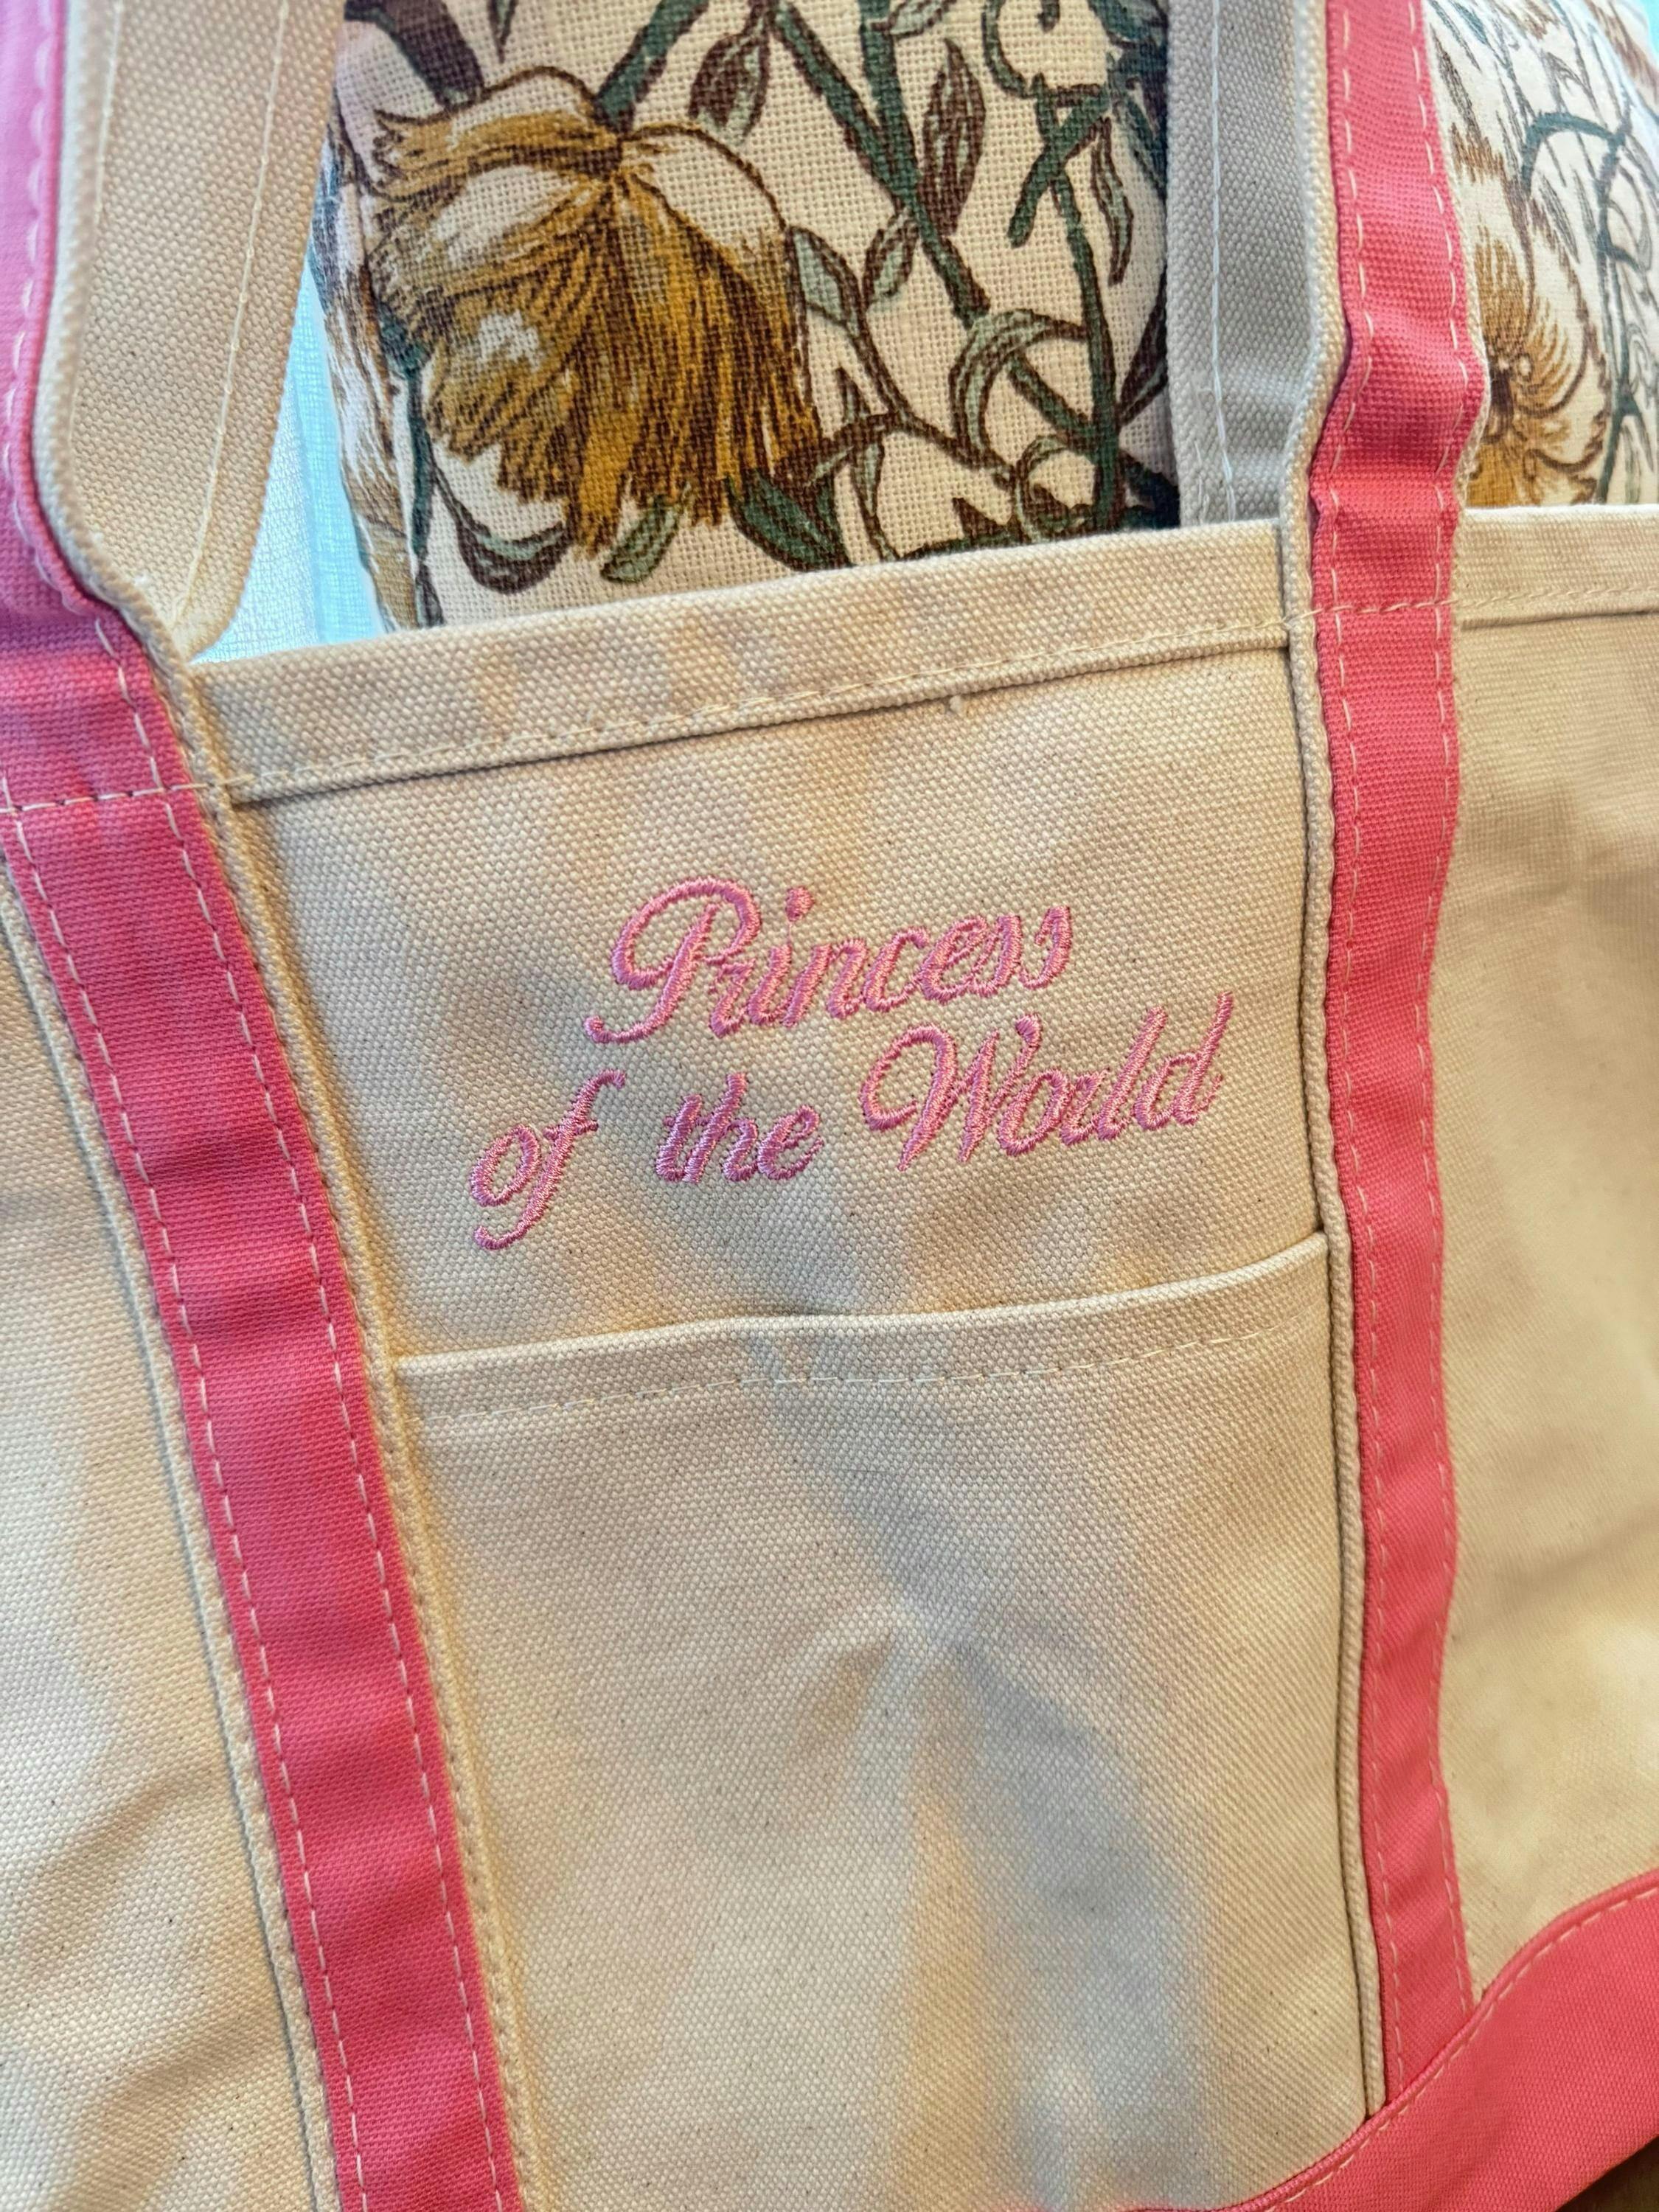 Princess
of the World